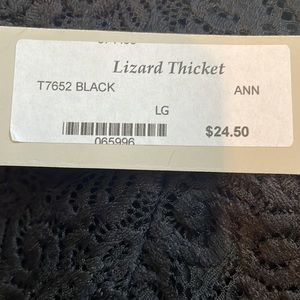 Lizard Thicket
T7652 BLACK ANN
LG
065996 $24.50